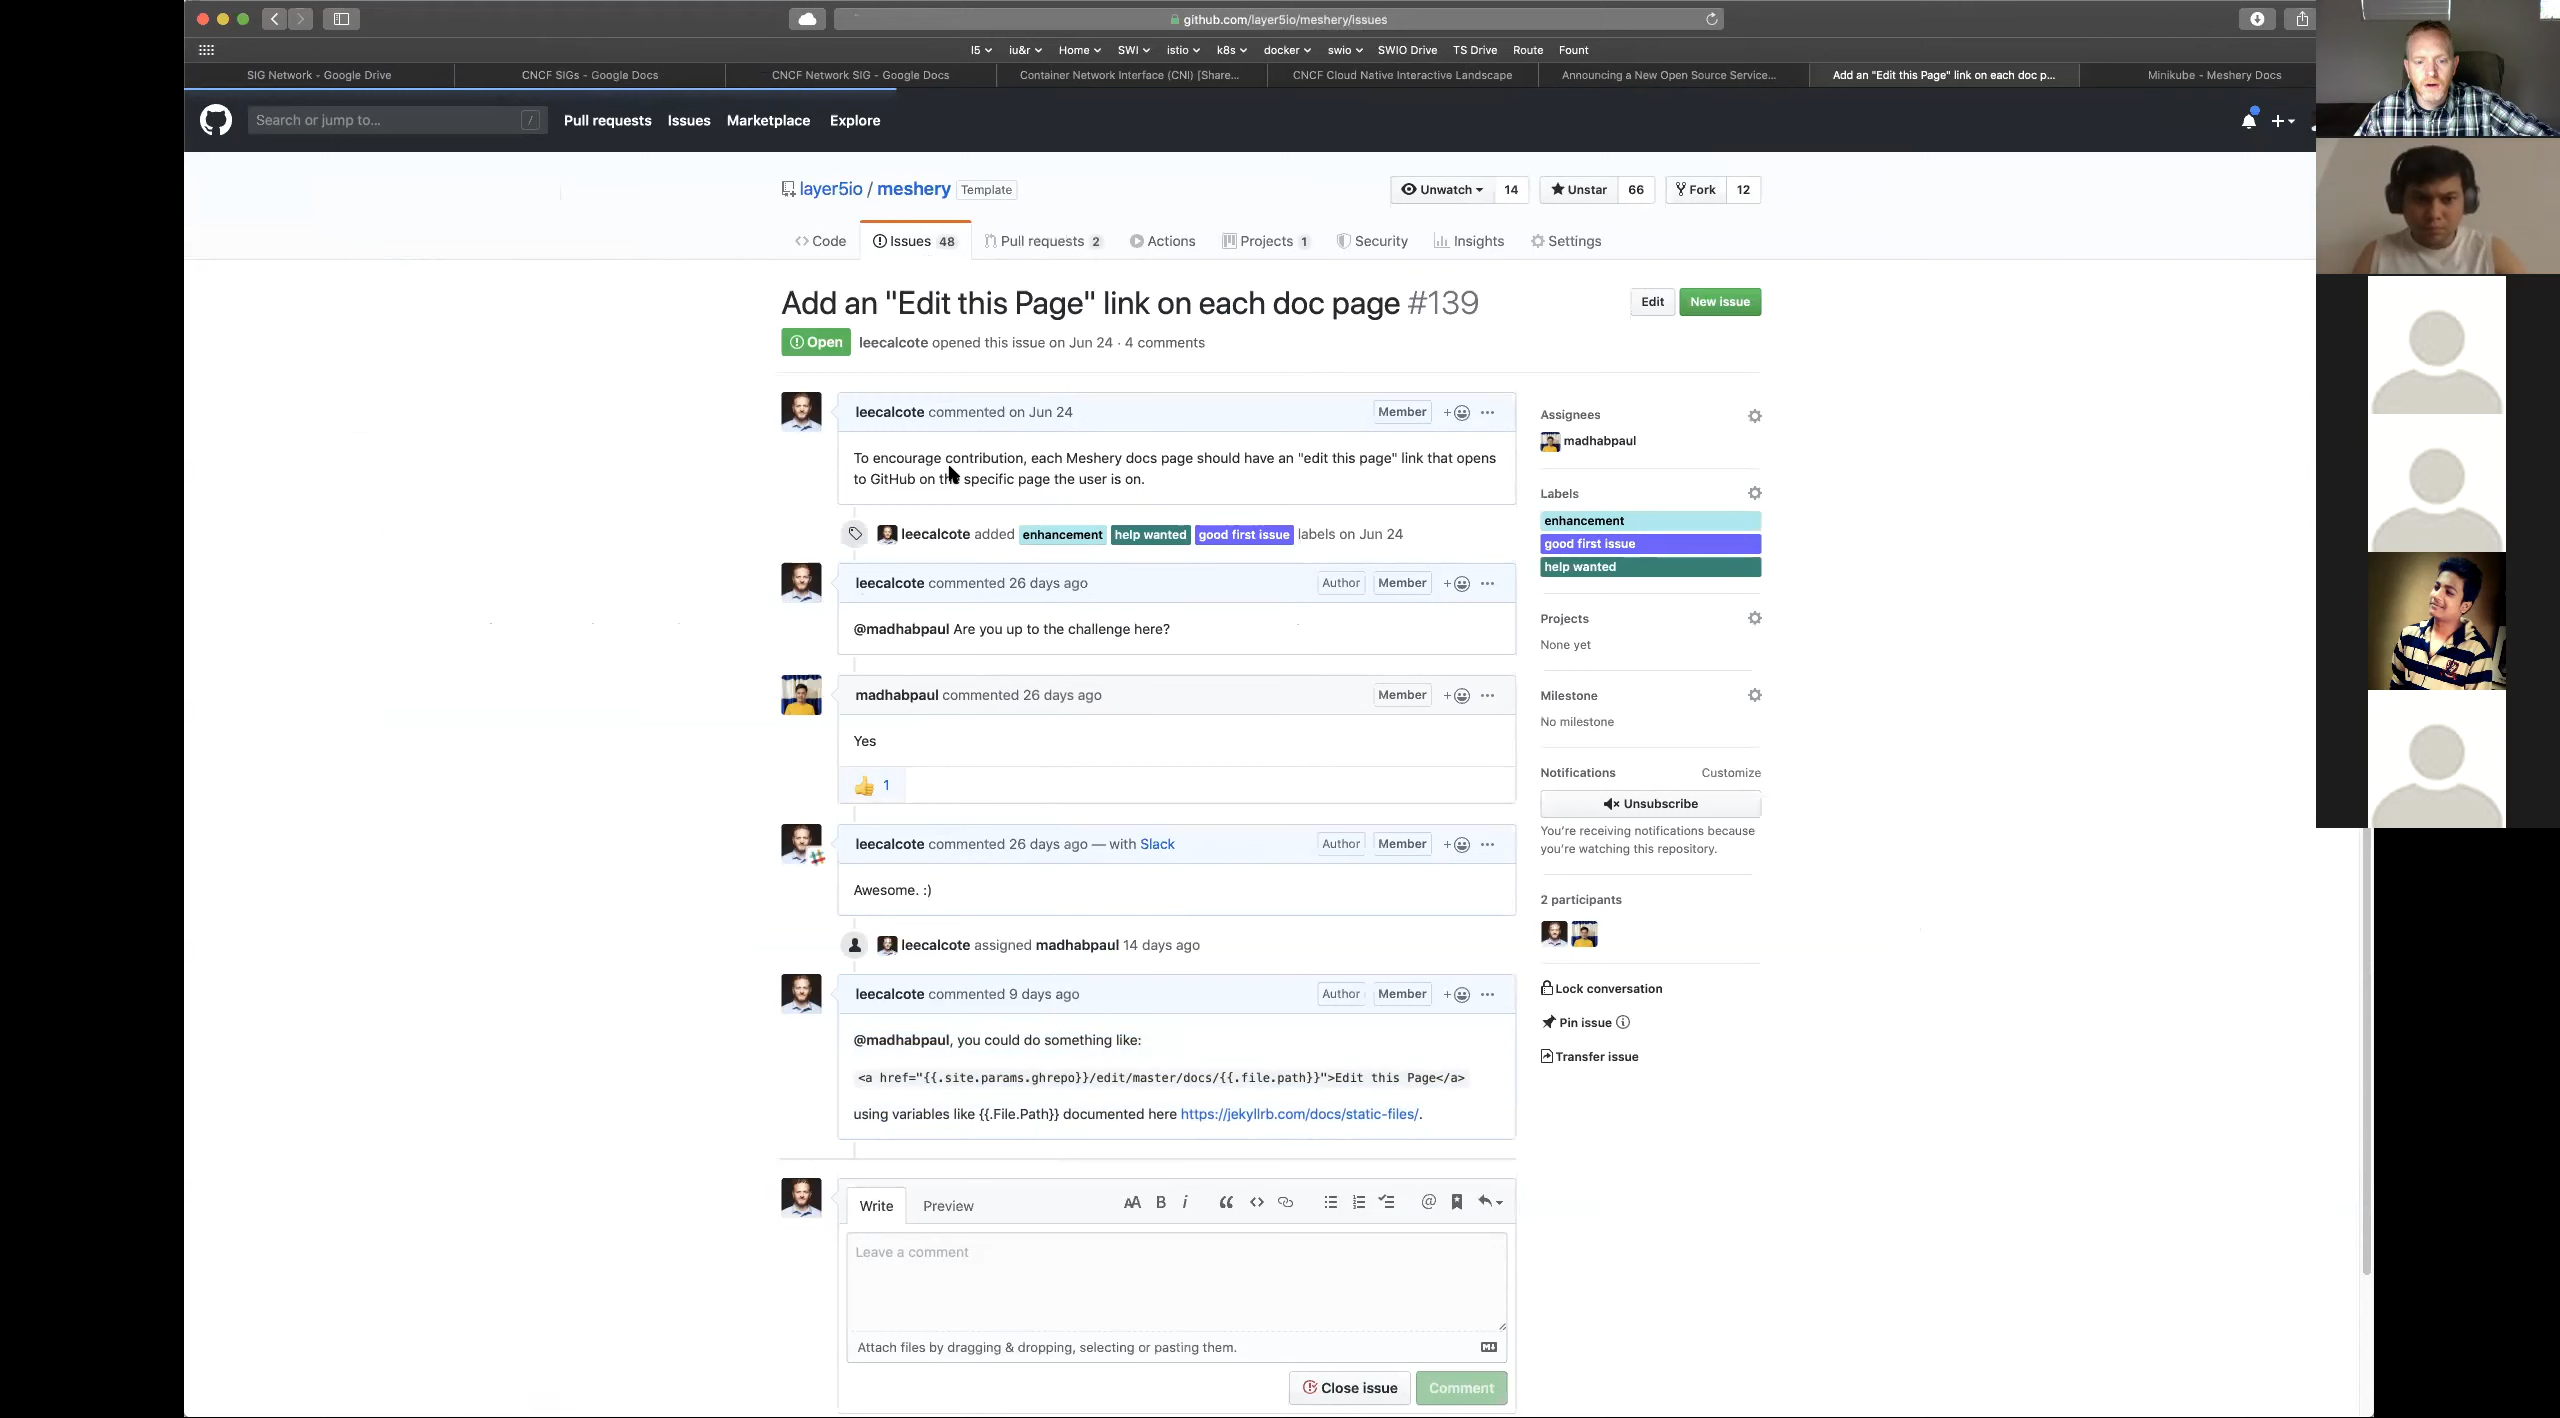 github.com/layer5io/meshery/issues
l5 iu&r Home SWI istio k8s docker swio SWIO Drive TS Drive Route Fount
SIG Network - Google Drive
CNCF SIGs - Google Docs
CNCF Network SIG - Google Docs
Container Network Interface (CNI) [Share...
CNCF Cloud Native Interactive Landscape
Announcing a New Open Source Service...
Add an "Edit this Page" link on each doc p...
Minikube - Meshery Docs
Search or jump to... /
Pull requests Issues Marketplace Explore
layer5io / meshery Template
Unwatch 14 Unstar 66 Fork 12
Code Issues 48 Pull requests 2 Actions Projects 1 Security Insights Settings
Add an "Edit this Page" link on each doc page #139
Edit New issue
Open leecalcote opened this issue on Jun 24 · 4 comments
leecalcote commented on Jun 24 Member
To encourage contribution, each Meshery docs page should have an "edit this page" link that opens
to GitHub on the specific page the user is on.
leecalcote added enhancement help wanted good first issue labels on Jun 24
leecalcote commented 26 days ago Author Member
@madhabpaul Are you up to the challenge here?
madhabpaul commented 26 days ago Member
Yes
👍 1
leecalcote commented 26 days ago — with Slack Author Member
Awesome. :)
leecalcote assigned madhabpaul 14 days ago
leecalcote commented 9 days ago Author Member
@madhabpaul, you could do something like:
<a href="{{.site.params.ghrepo}}/edit/master/docs/{{.file.path}}">Edit this Page</a>
using variables like {{.File.Path}} documented here https://jekyllrb.com/docs/static-files/.
Write Preview
AA B i
Leave a comment
Attach files by dragging & dropping, selecting or pasting them.
Close issue Comment
Assignees
madhabpaul
Labels
enhancement
good first issue
help wanted
Projects
None yet
Milestone
No milestone
Notifications Customize
Unsubscribe
You're receiving notifications because
you're watching this repository.
2 participants
Lock conversation
Pin issue
Transfer issue